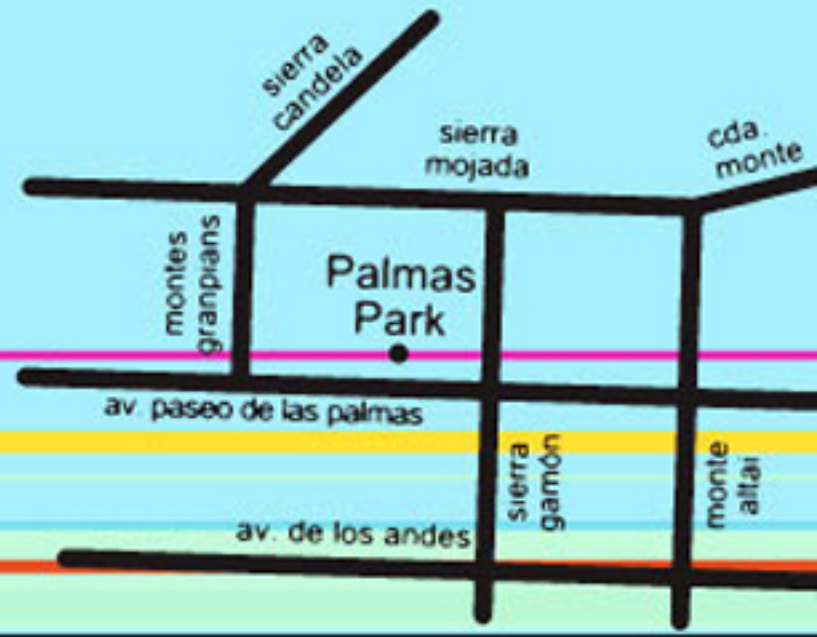 sierra
candela
sierra
mojada
cda.
monte
montes
granpians
Palmas
Park
av. paseo de las palmas
sierra
gamón
monte
altai
av. de los andes